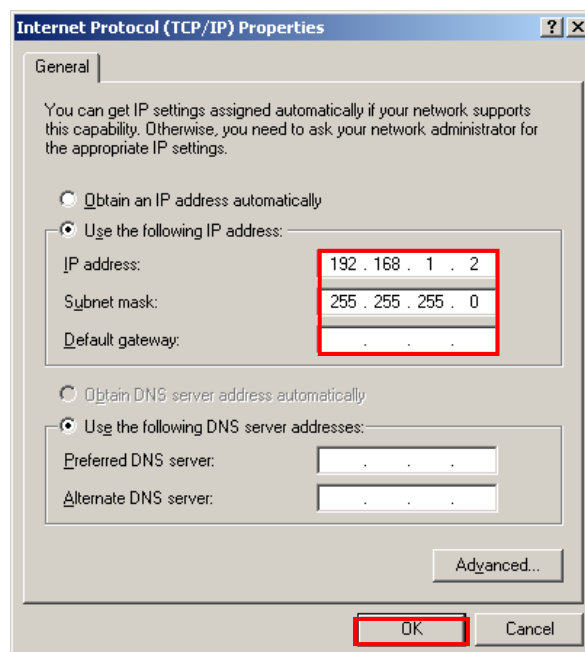 Internet Protocol (TCP/IP) Properties
General
You can get IP settings assigned automatically if your network supports
this capability. Otherwise, you need to ask your network administrator for
the appropriate IP settings.
Obtain an IP address automatically
Use the following IP address:
IP address: 192 . 168 . 1 . 2
Subnet mask: 255 . 255 . 255 . 0
Default gateway: . . .
Obtain DNS server address automatically
Use the following DNS server addresses:
Preferred DNS server: . . .
Alternate DNS server: . . .
Advanced...
OK Cancel